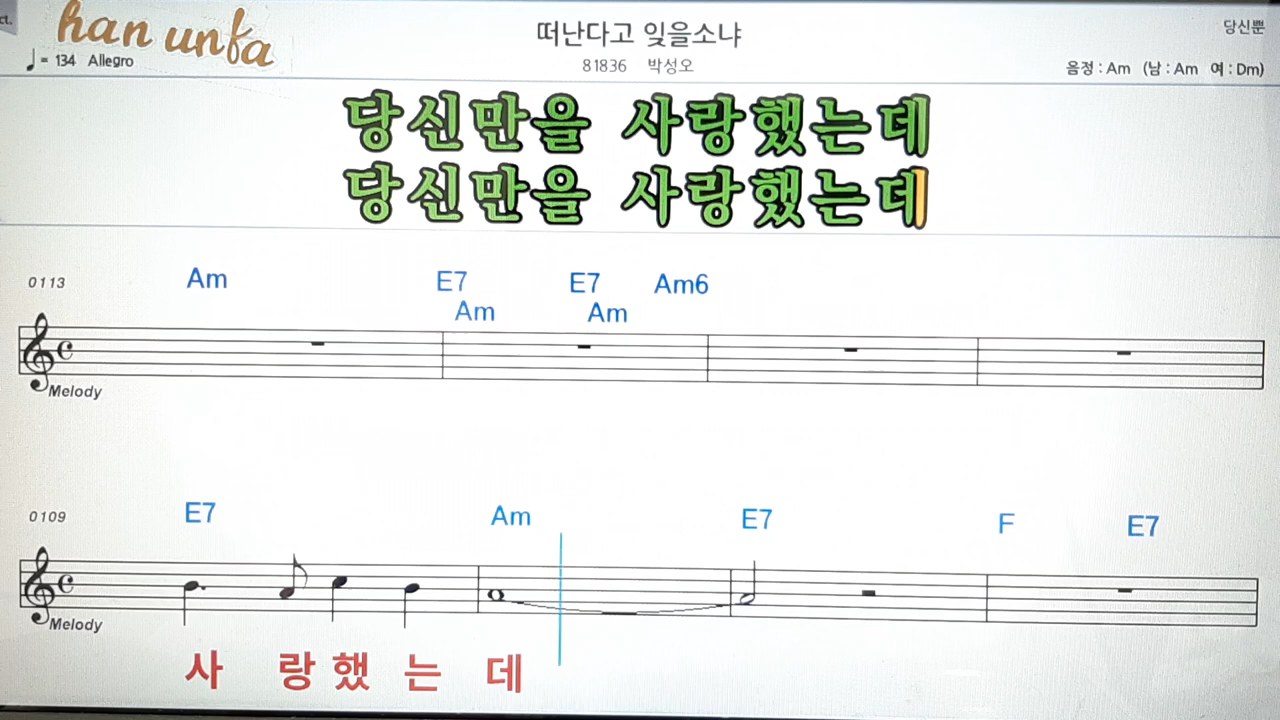 ct.
han unfa
떠난다고 잊을소냐
당신뿐
♩= 134 Allegro
81836 박성오
음정 : Am (남 : Am 여 : Dm)
당신만을 사랑했는데
당신만을 사랑했는데
0113 Am E7 E7 Am6
Am Am
Melody
0109 E7 Am E7 F E7
Melody
사 랑 했 는 데